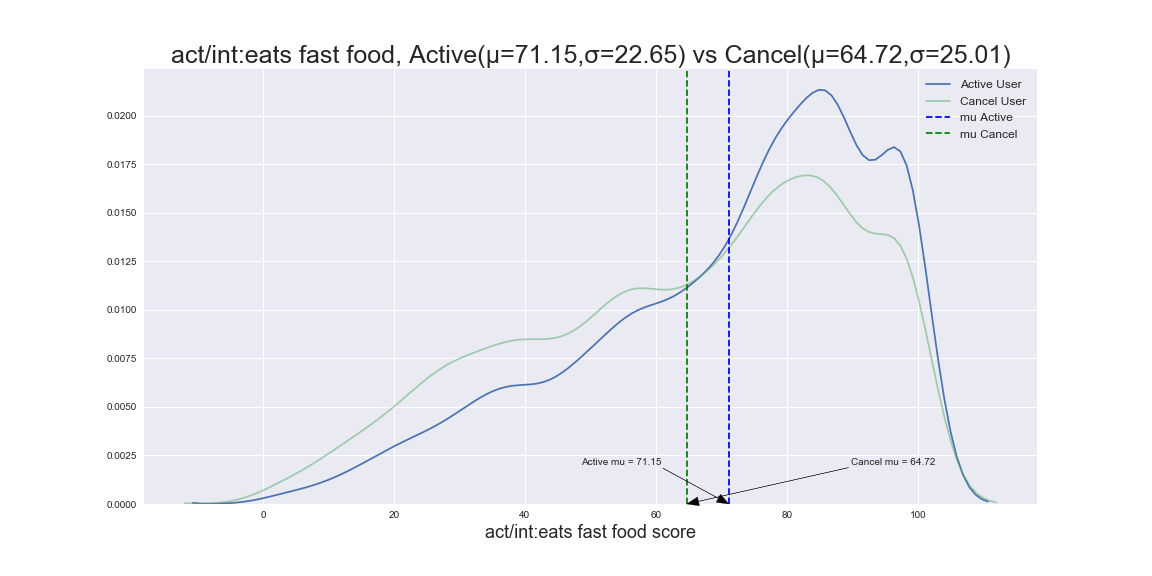 act/int:eats fast food, Active(μ=71.15,σ=22.65) vs Cancel(μ=64.72,σ=25.01)
Active User
Cancel User
mu Active
mu Cancel
0.0200
0.0175
0.0150
0.0125
0.0100
0.0075
0.0050
0.0025
0.0000
Active mu = 71.15
Cancel mu = 64.72
0
20
40
60
80
100
act/int:eats fast food score